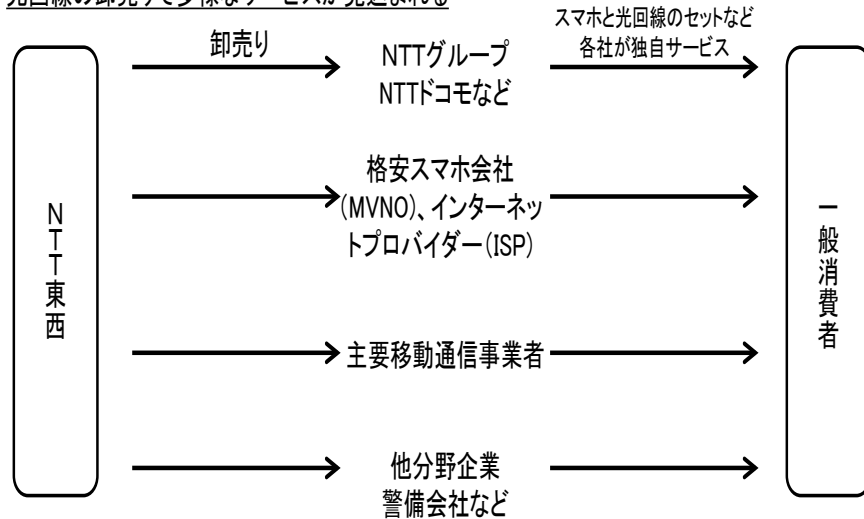 光回線の卸売りで多様なサービスが見込まれる
スマホと光回線のセットなど
各社が独自サービス
卸売り
NTTグループ
NTTドコモなど
格安スマホ会社
(MVNO)、インターネッ
トプロバイダー(ISP)
NTT東西
一般消費者
主要移動通信事業者
他分野企業
警備会社など